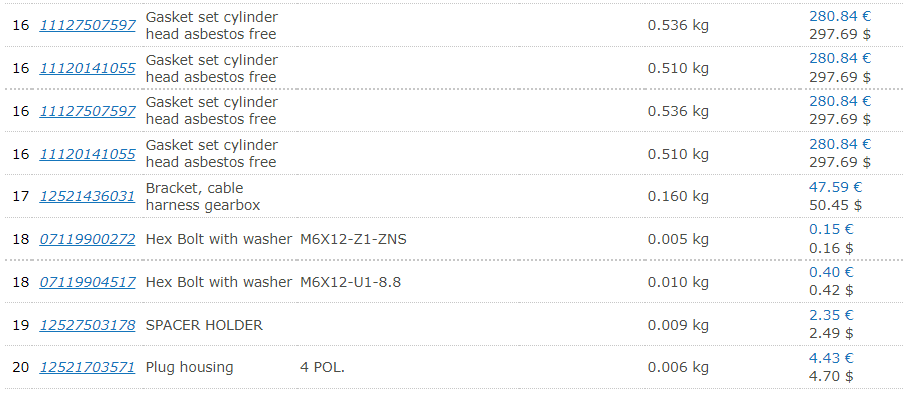 16 11127507597 Gasket set cylinder head asbestos free 0.536 kg 280.84 € 297.69 $
16 11120141055 Gasket set cylinder head asbestos free 0.510 kg 280.84 € 297.69 $
16 11127507597 Gasket set cylinder head asbestos free 0.536 kg 280.84 € 297.69 $
16 11120141055 Gasket set cylinder head asbestos free 0.510 kg 280.84 € 297.69 $
17 12521436031 Bracket, cable harness gearbox 0.160 kg 47.59 € 50.45 $
18 07119900272 Hex Bolt with washer M6X12-Z1-ZNS 0.005 kg 0.15 € 0.16 $
18 07119904517 Hex Bolt with washer M6X12-U1-8.8 0.010 kg 0.40 € 0.42 $
19 12527503178 SPACER HOLDER 0.009 kg 2.35 € 2.49 $
20 12521703571 Plug housing 4 POL. 0.006 kg 4.43 € 4.70 $